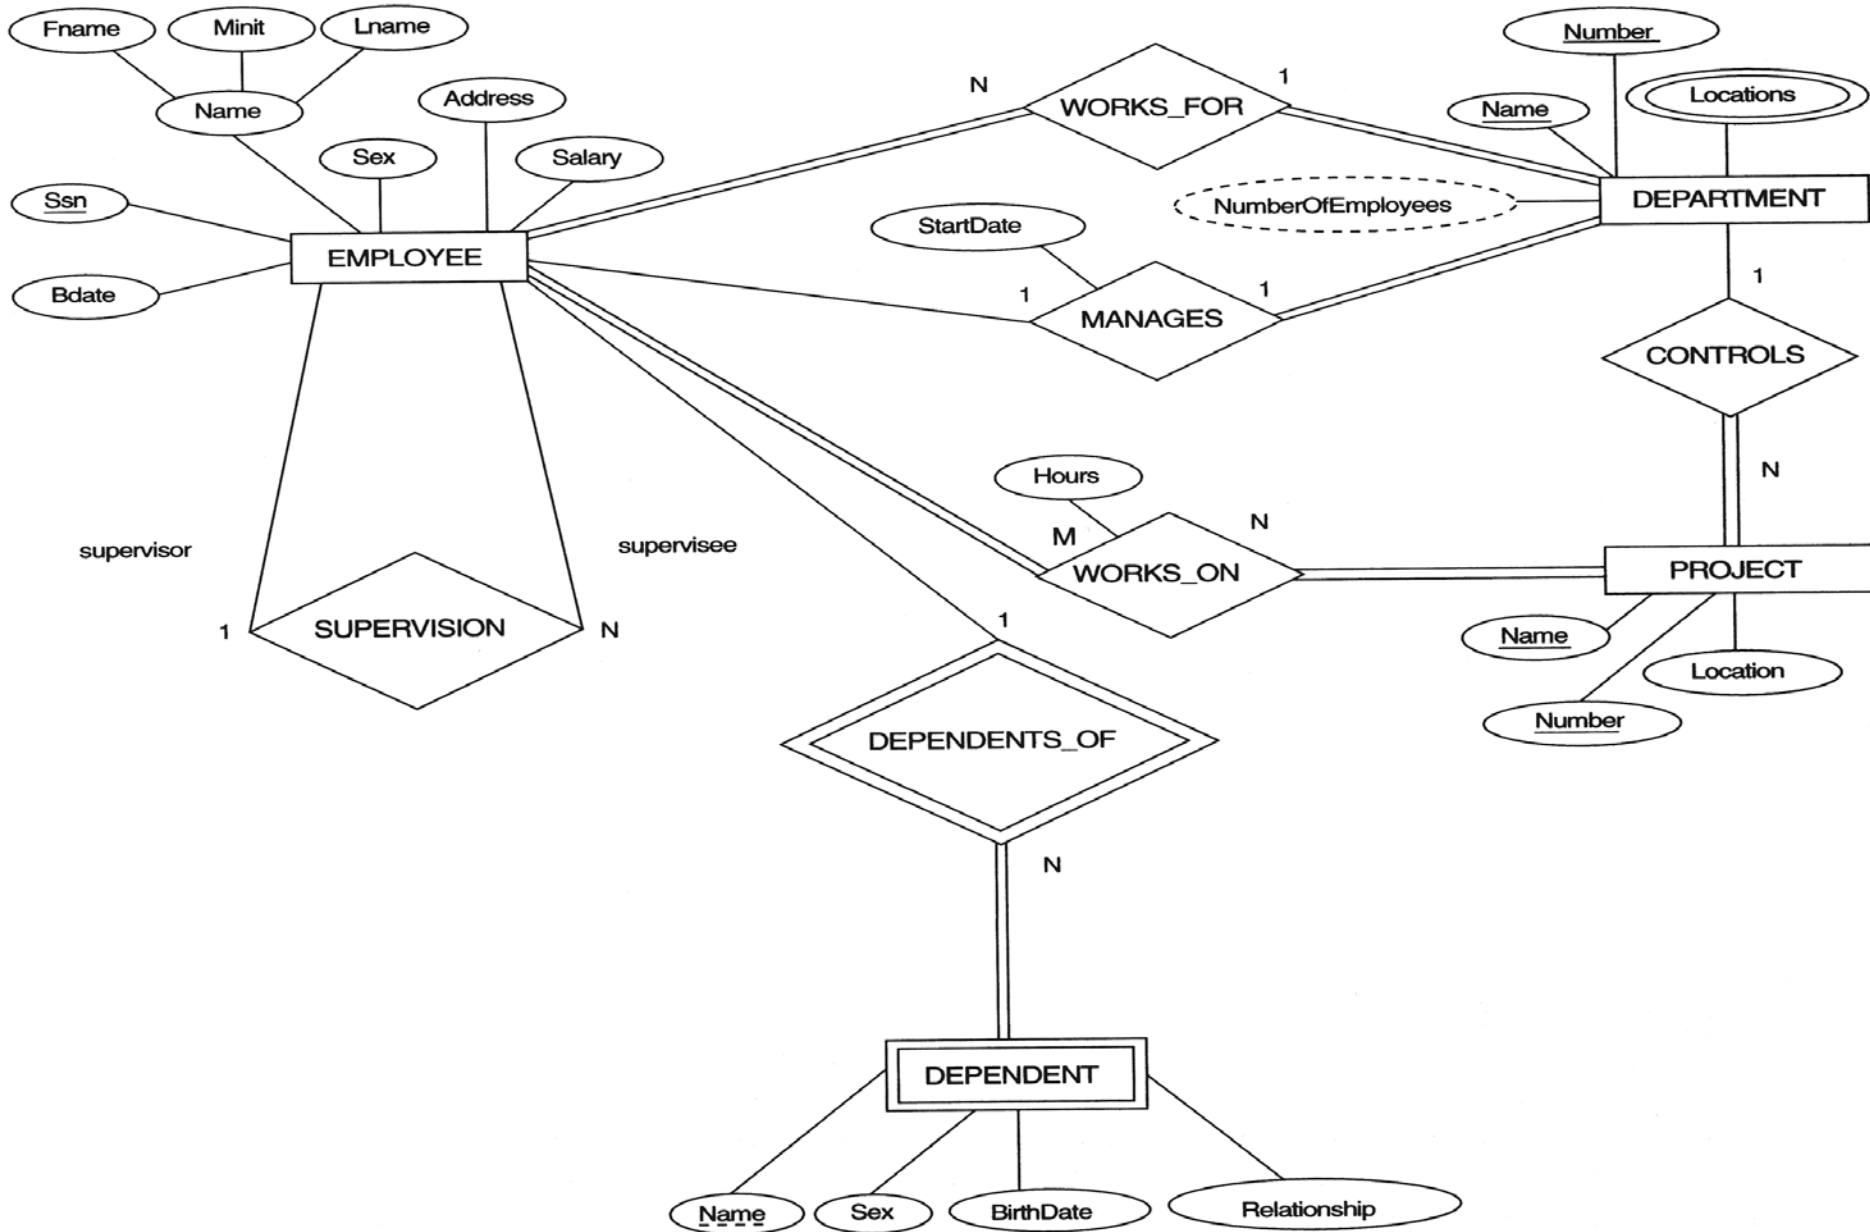 Fname
Minit
Lname
Number
Name
Address
N
1
WORKS_FOR
Name
Locations
Sex
Salary
Ssn
NumberOfEmployees
DEPARTMENT
StartDate
EMPLOYEE
Bdate
1
1
MANAGES
1
CONTROLS
Hours
N
M
N
supervisor
supervisee
WORKS_ON
PROJECT
1
SUPERVISION
N
1
Name
Location
Number
DEPENDENTS_OF
N
DEPENDENT
Name
Sex
BirthDate
Relationship